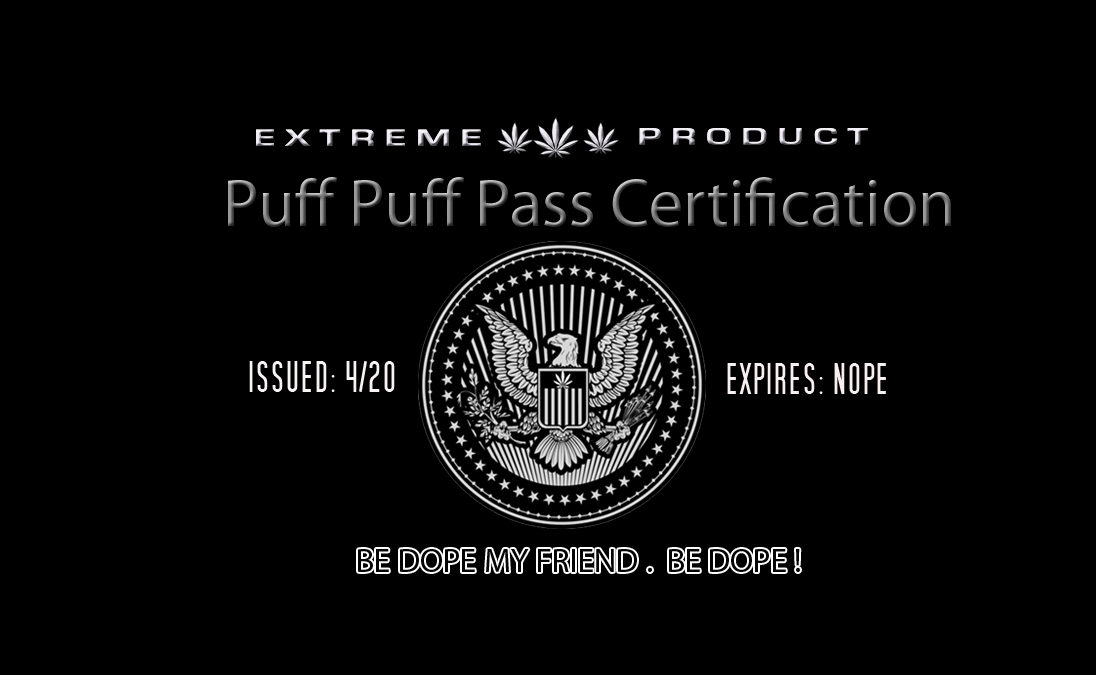 EXTREME PRODUCT
Puff Puff Pass Certification
ISSUED: 4/20
EXPIRES: NOPE
BE DOPE MY FRIEND . BE DOPE !